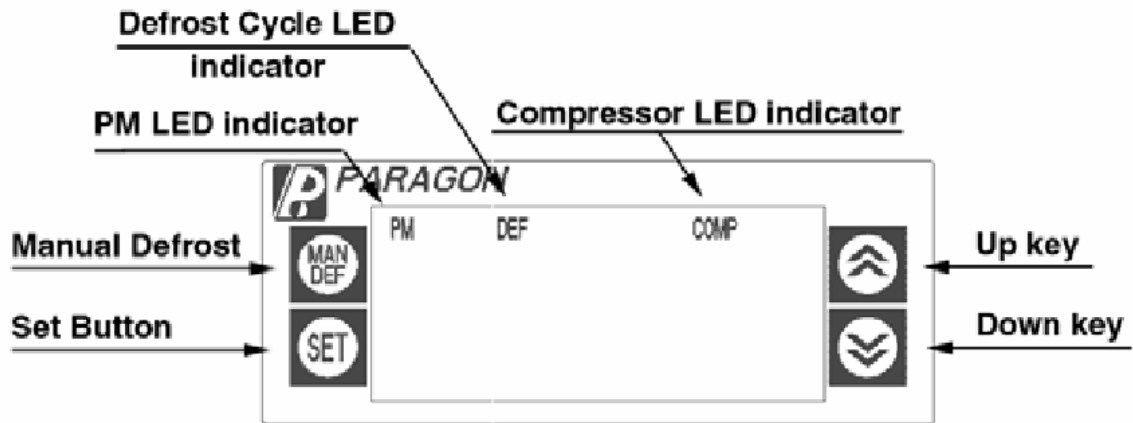 Defrost Cycle LED
indicator
PM LED indicator
Compressor LED indicator
PARAGON
PM DEF COMP
Manual Defrost
MAN
DEF
Up key
Set Button
SET
Down key